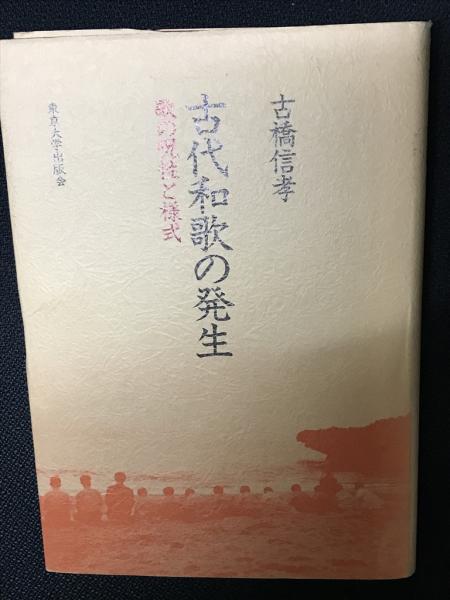 古橋信孝
古代和歌の発生
歌の呪性と様式
東京大学出版会